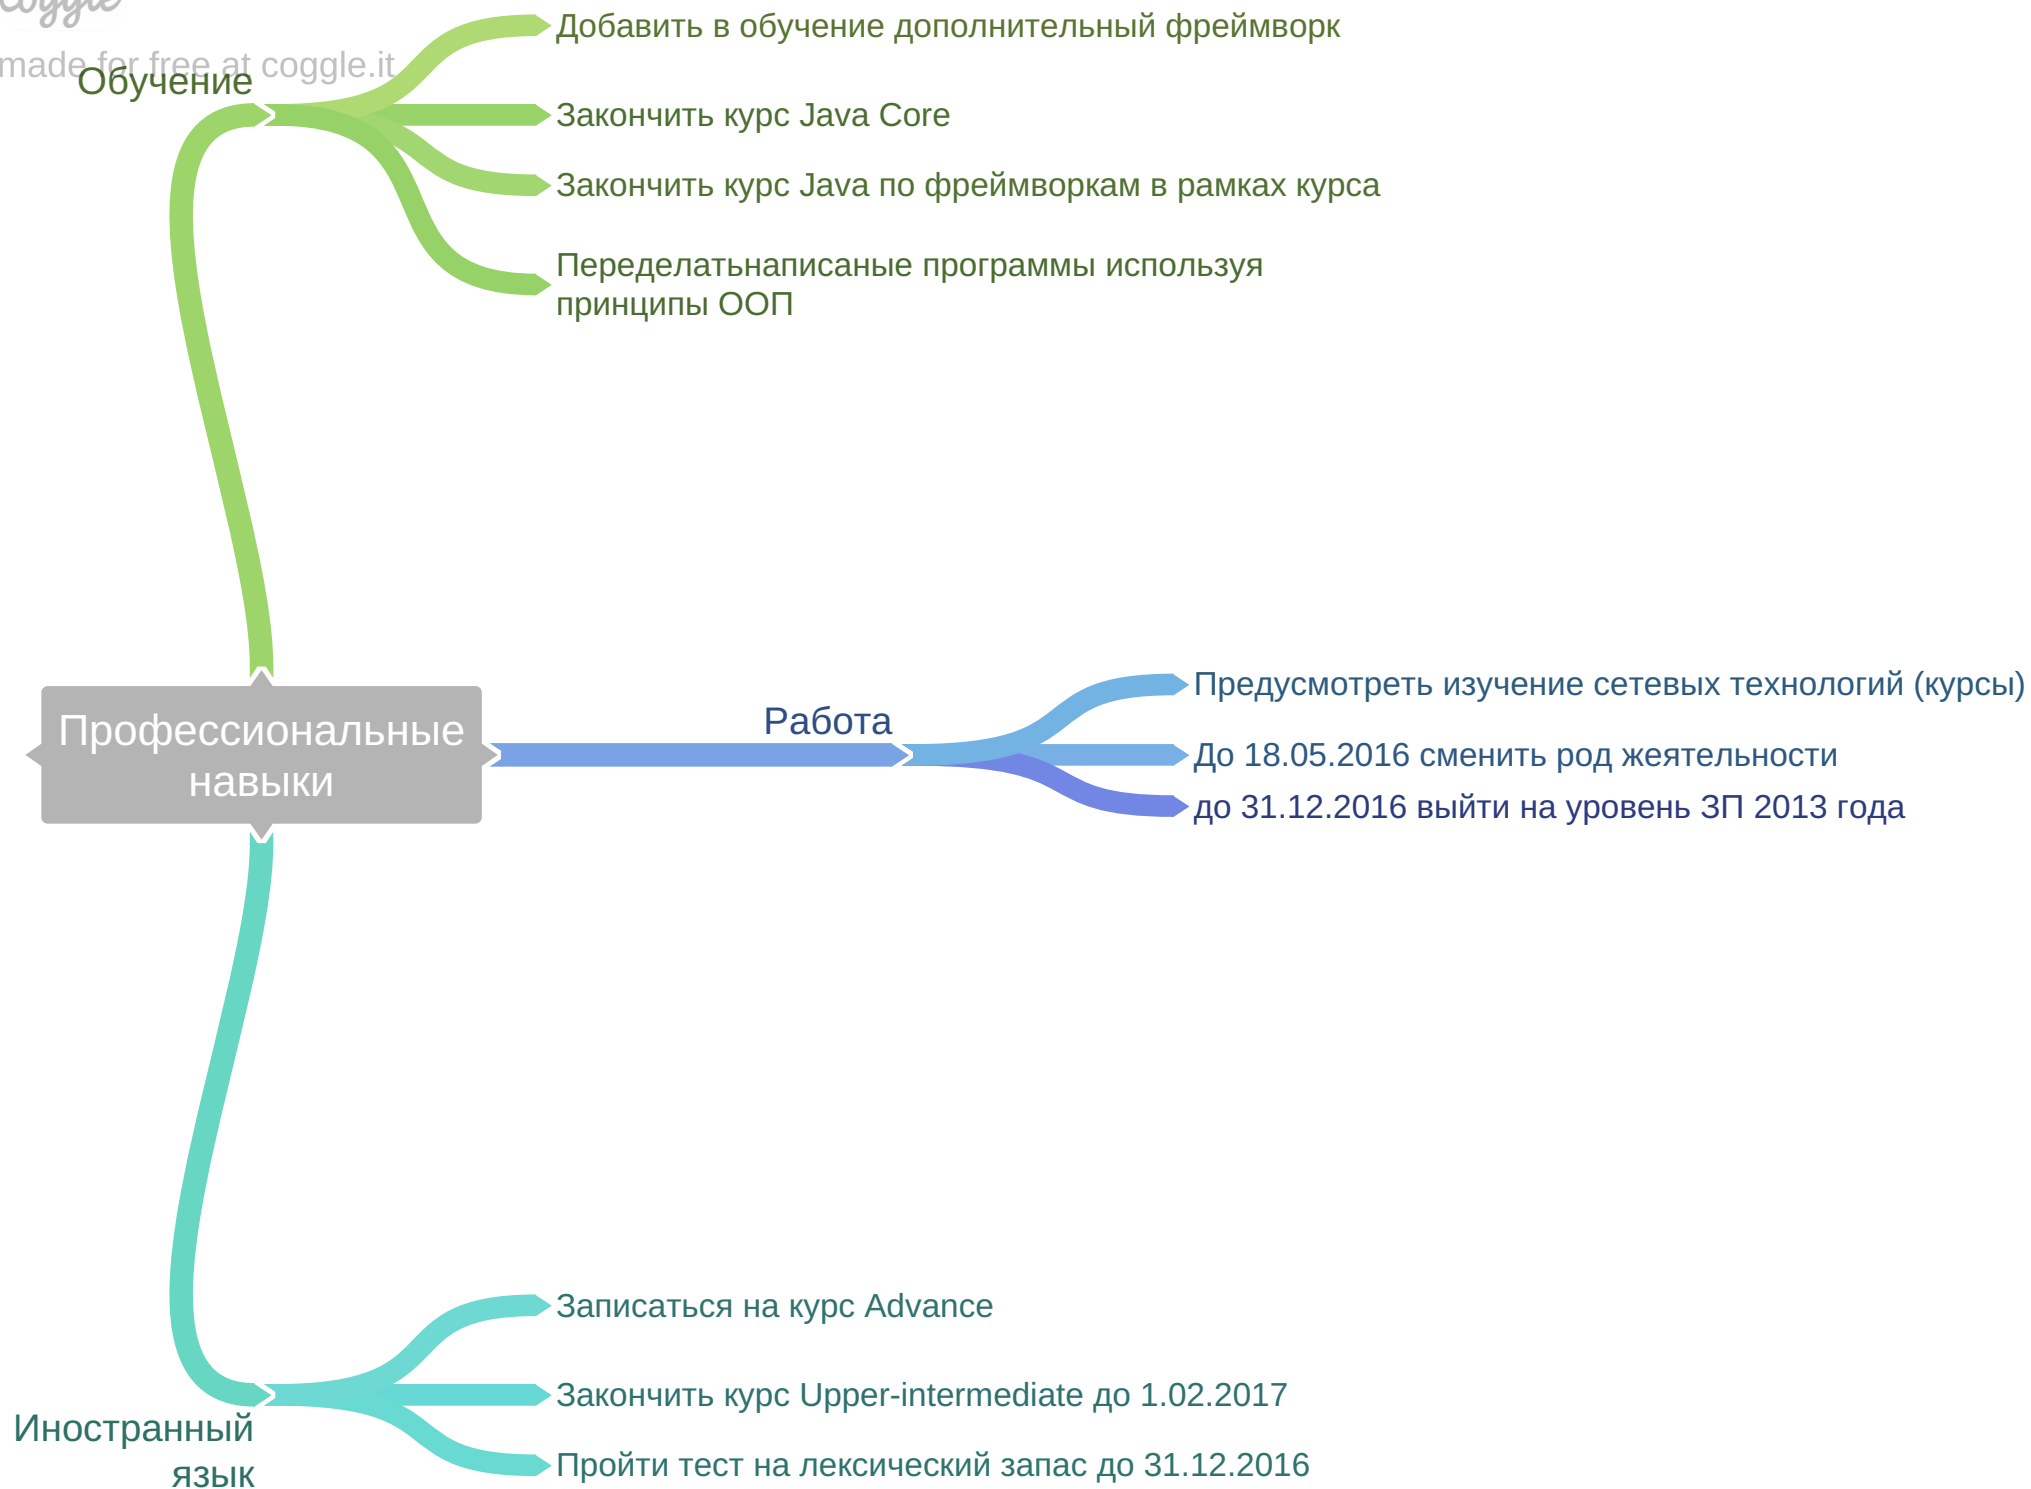 coggle
made for free at coggle.it
Обучение
Добавить в обучение дополнительный фреймворк
Закончить курс Java Core
Закончить курс Java по фреймворкам в рамках курса
Переделатьнаписаные программы используя
принципы ООП
Профессиональные
навыки
Работа
Предусмотреть изучение сетевых технологий (курсы)
До 18.05.2016 сменить род жеятельности
до 31.12.2016 выйти на уровень ЗП 2013 года
Записаться на курс Advance
Закончить курс Upper-intermediate до 1.02.2017
Пройти тест на лексический запас до 31.12.2016
Иностранный
язык